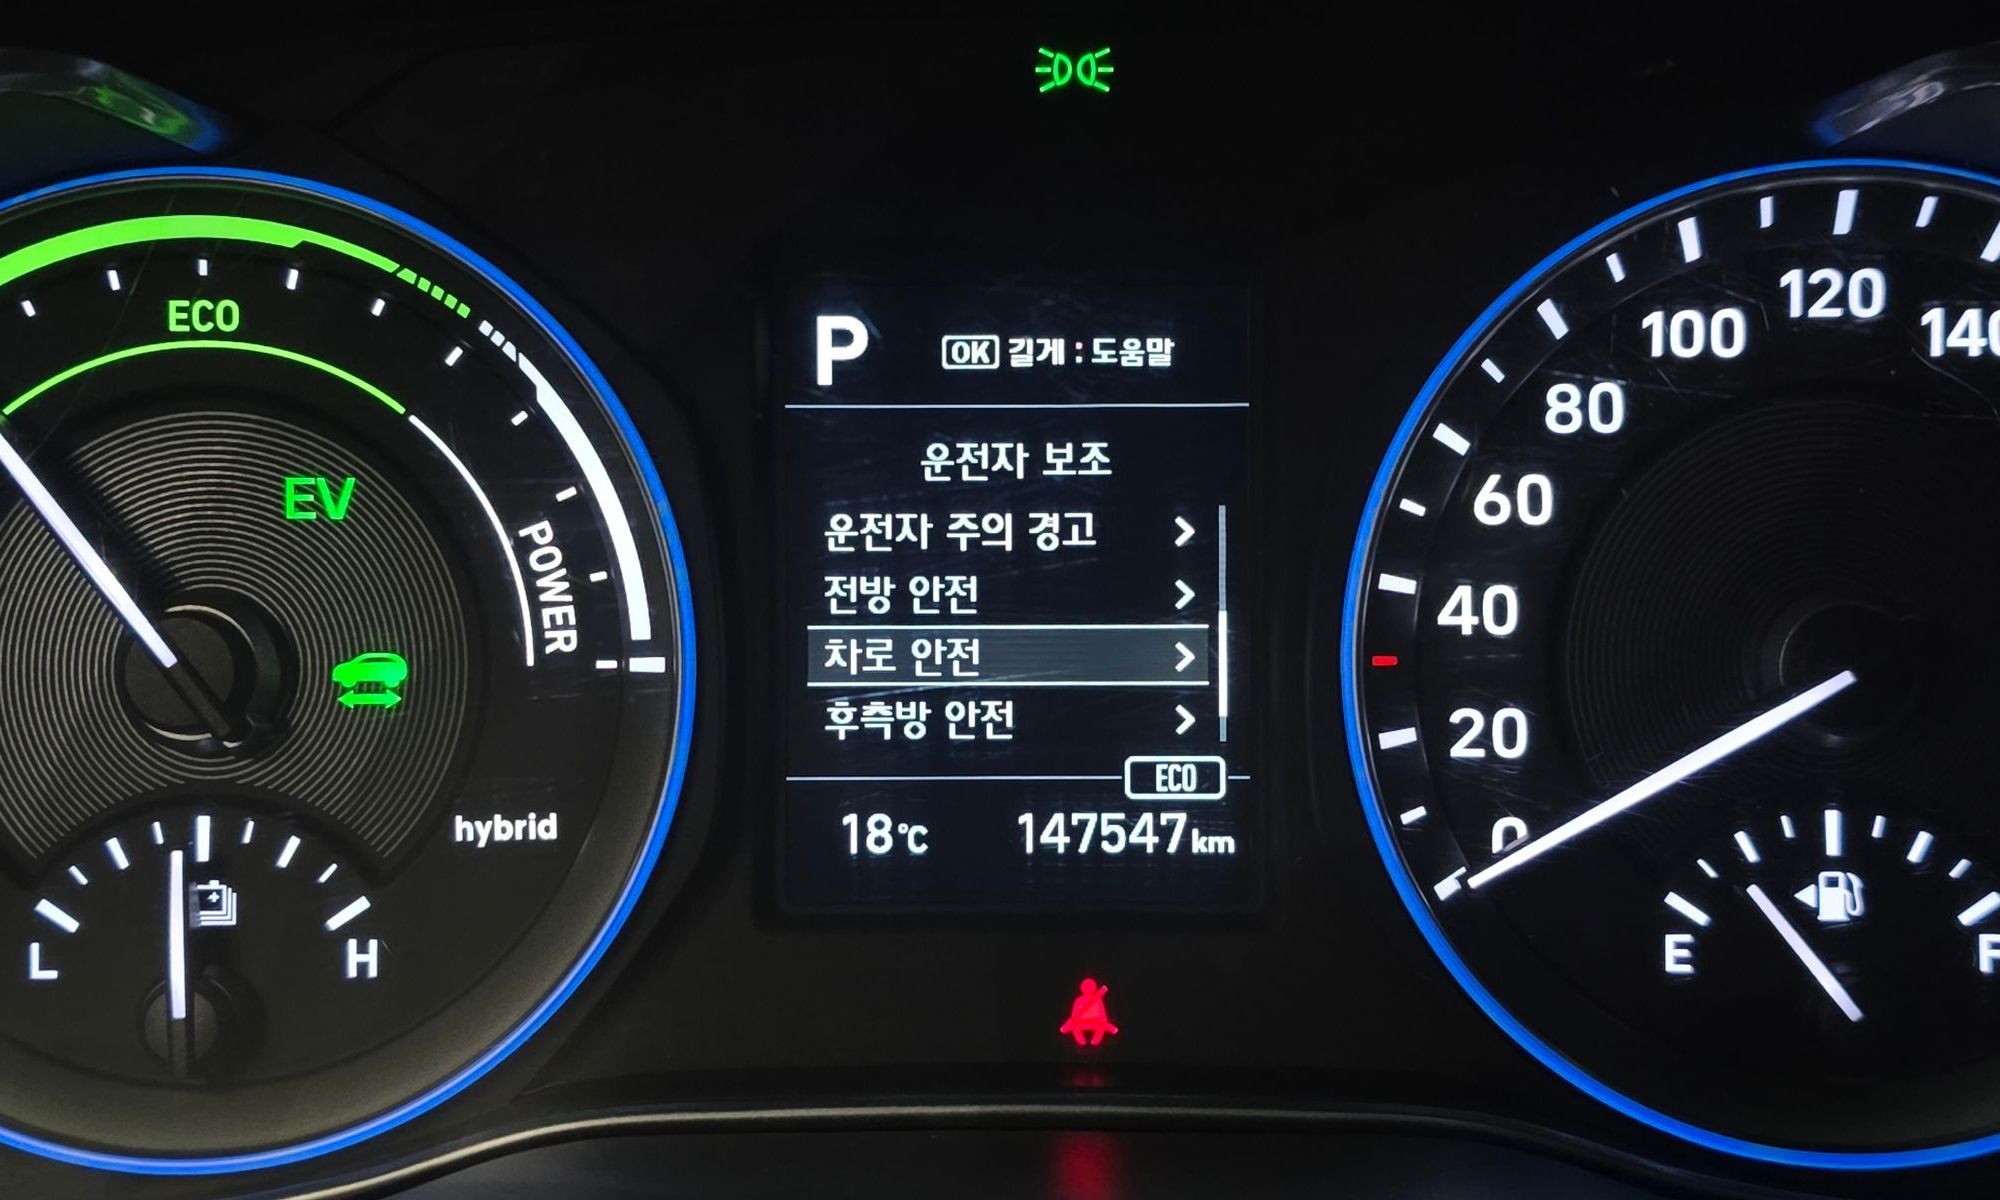 ECO
EV
POWER
hybrid
L
H
P
OK 길게 : 도움말
운전자 보조
운전자 주의 경고
전방 안전
차로 안전
후측방 안전
ECO
18℃
147547 km
140
120
100
80
60
40
20
0
E
F